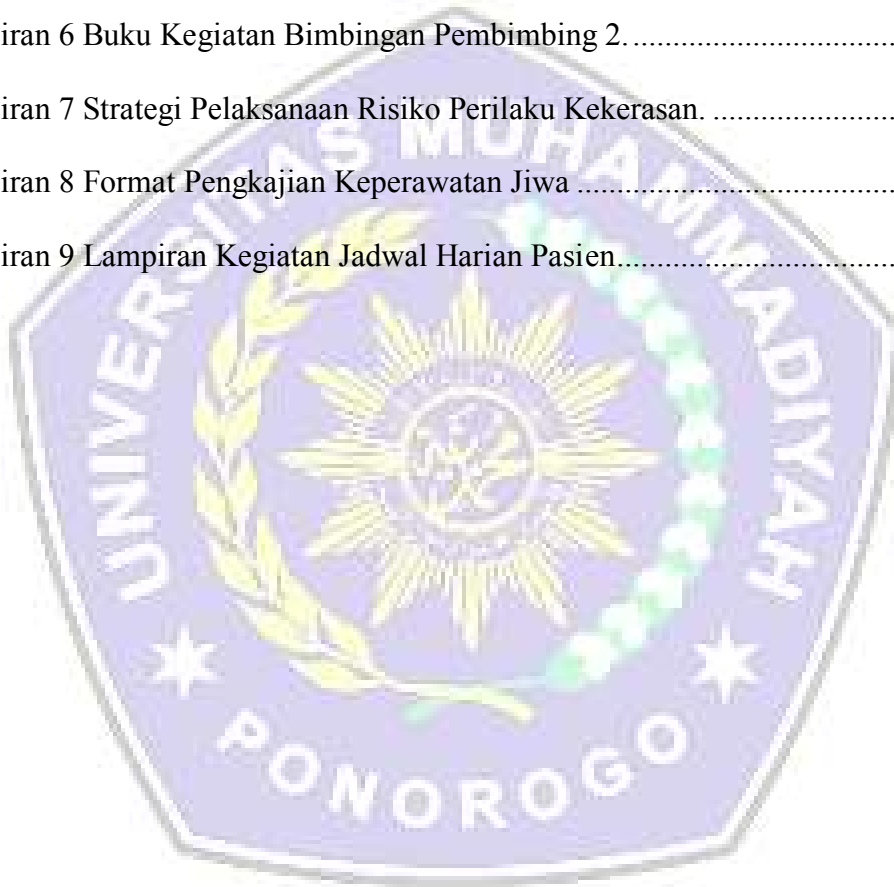 iran 6 Buku Kegiatan Bimbingan Pembimbing 2. ................................
iran 7 Strategi Pelaksanaan Risiko Perilaku Kekerasan. ......................
iran 8 Format Pengkajian Keperawatan Jiwa ......................................
iran 9 Lampiran Kegiatan Jadwal Harian Pasien.................................
UNIVERSITAS MUHAMMADIYAH
PONOROGO